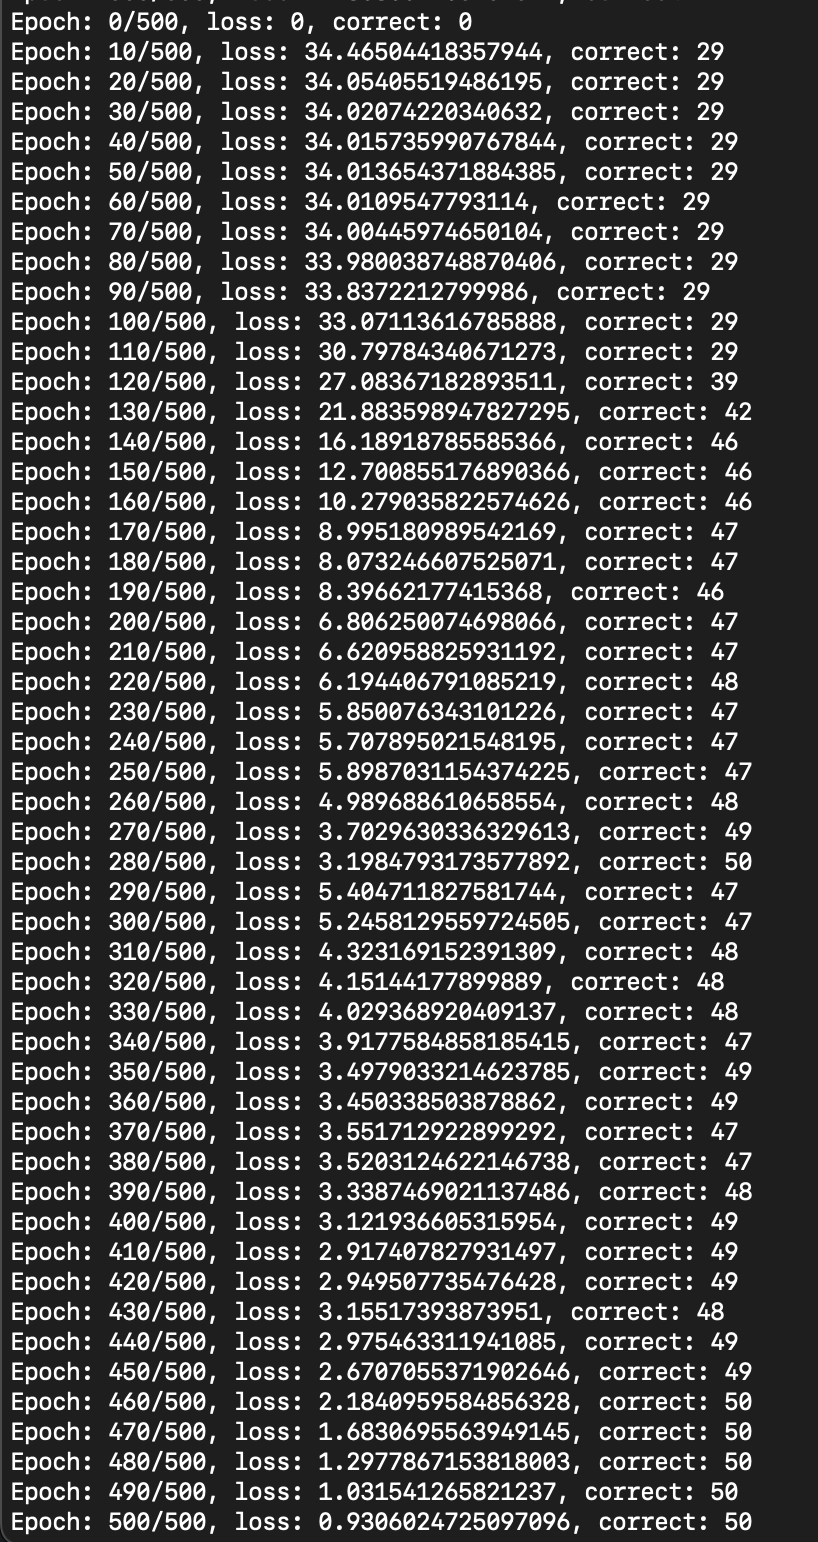 Epoch: 0/500, loss: 0, correct: 0
Epoch: 10/500, loss: 34.46504418357944, correct: 29
Epoch: 20/500, loss: 34.05405519486195, correct: 29
Epoch: 30/500, loss: 34.02074220340632, correct: 29
Epoch: 40/500, loss: 34.015735990767844, correct: 29
Epoch: 50/500, loss: 34.013654371884385, correct: 29
Epoch: 60/500, loss: 34.0109547793114, correct: 29
Epoch: 70/500, loss: 34.00445974650104, correct: 29
Epoch: 80/500, loss: 33.980038748870406, correct: 29
Epoch: 90/500, loss: 33.8372212799986, correct: 29
Epoch: 100/500, loss: 33.07113616785888, correct: 29
Epoch: 110/500, loss: 30.79784340671273, correct: 29
Epoch: 120/500, loss: 27.08367182893511, correct: 39
Epoch: 130/500, loss: 21.883598947827295, correct: 42
Epoch: 140/500, loss: 16.18918785585366, correct: 46
Epoch: 150/500, loss: 12.700855176890366, correct: 46
Epoch: 160/500, loss: 10.279035822574626, correct: 46
Epoch: 170/500, loss: 8.995180989542169, correct: 47
Epoch: 180/500, loss: 8.073246607525071, correct: 47
Epoch: 190/500, loss: 8.39662177415368, correct: 46
Epoch: 200/500, loss: 6.806250074698066, correct: 47
Epoch: 210/500, loss: 6.620958825931192, correct: 47
Epoch: 220/500, loss: 6.194406791085219, correct: 48
Epoch: 230/500, loss: 5.850076343101226, correct: 47
Epoch: 240/500, loss: 5.707895021548195, correct: 47
Epoch: 250/500, loss: 5.8987031154374225, correct: 47
Epoch: 260/500, loss: 4.989688610658554, correct: 48
Epoch: 270/500, loss: 3.7029630336329613, correct: 49
Epoch: 280/500, loss: 3.1984793173577892, correct: 50
Epoch: 290/500, loss: 5.404711827581744, correct: 47
Epoch: 300/500, loss: 5.2458129559724505, correct: 47
Epoch: 310/500, loss: 4.323169152391309, correct: 48
Epoch: 320/500, loss: 4.15144177899889, correct: 48
Epoch: 330/500, loss: 4.029368920409137, correct: 48
Epoch: 340/500, loss: 3.9177584858185415, correct: 47
Epoch: 350/500, loss: 3.4979033214623785, correct: 49
Epoch: 360/500, loss: 3.450338503878862, correct: 49
Epoch: 370/500, loss: 3.551712922899292, correct: 47
Epoch: 380/500, loss: 3.5203124622146738, correct: 47
Epoch: 390/500, loss: 3.3387469021137486, correct: 48
Epoch: 400/500, loss: 3.121936605315954, correct: 49
Epoch: 410/500, loss: 2.917407827931497, correct: 49
Epoch: 420/500, loss: 2.949507735476428, correct: 49
Epoch: 430/500, loss: 3.15517393873951, correct: 48
Epoch: 440/500, loss: 2.975463311941085, correct: 49
Epoch: 450/500, loss: 2.6707055371902646, correct: 49
Epoch: 460/500, loss: 2.1840959584856328, correct: 50
Epoch: 470/500, loss: 1.6830695563949145, correct: 50
Epoch: 480/500, loss: 1.2977867153818003, correct: 50
Epoch: 490/500, loss: 1.031541265821237, correct: 50
Epoch: 500/500, loss: 0.9306024725097096, correct: 50